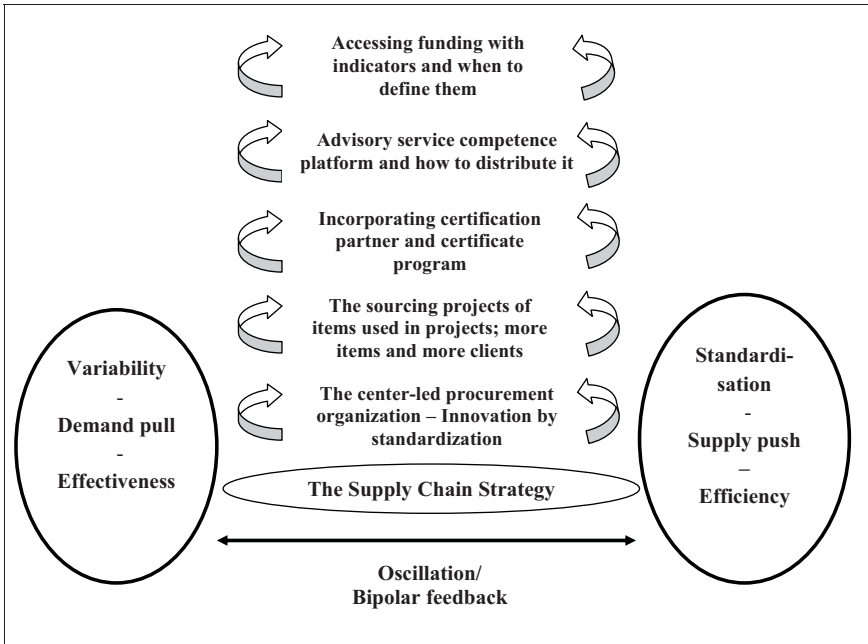 Accessing funding with
indicators and when to
define them
Advisory service competence
platform and how to distribute it
Incorporating certification
partner and certificate
program
The sourcing projects of
items used in projects; more
items and more clients
The center-led procurement
organization – Innovation by
standardization
Variability
-
Demand pull
-
Effectiveness
Standardi-
sation
-
Supply push
–
Efficiency
The Supply Chain Strategy
Oscillation/
Bipolar feedback